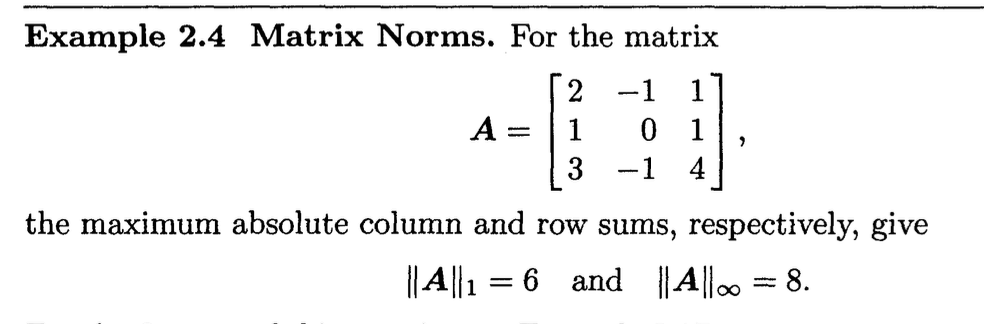 Example 2.4 Matrix Norms. For the matrix
A = [ 2 −1 1
1 0 1
3 −1 4 ] ,
the maximum absolute column and row sums, respectively, give
‖A‖₁ = 6 and ‖A‖∞ = 8.